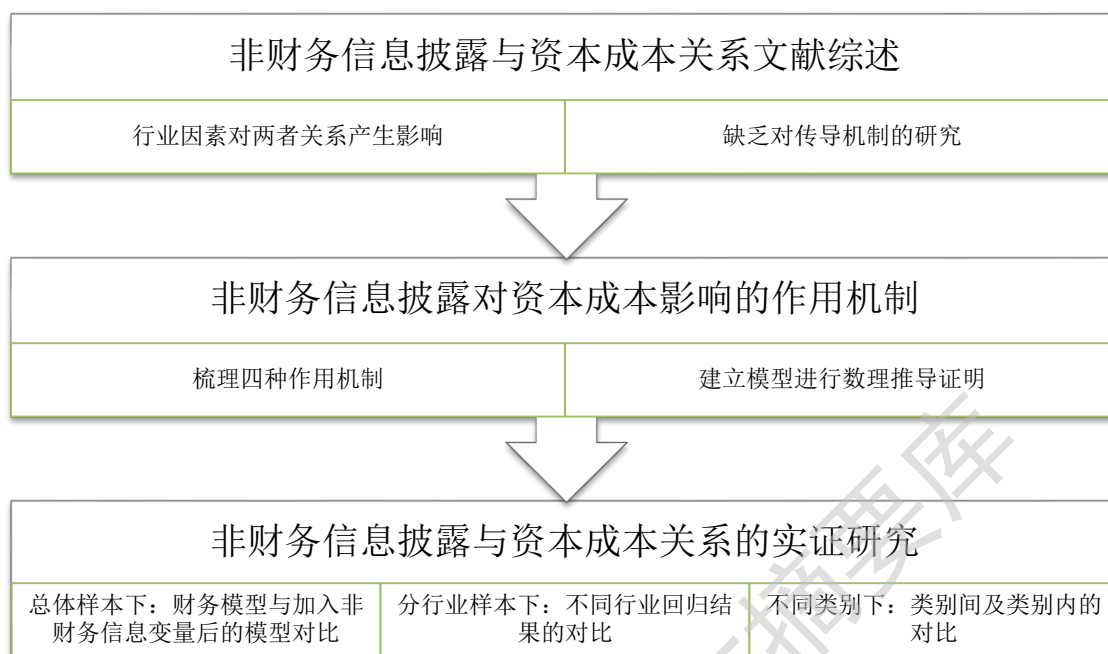 非财务信息披露与资本成本关系文献综述
行业因素对两者关系产生影响
缺乏对传导机制的研究
非财务信息披露对资本成本影响的作用机制
梳理四种作用机制
建立模型进行数理推导证明
非财务信息披露与资本成本关系的实证研究
总体样本下：财务模型与加入非
财务信息变量后的模型对比
分行业样本下：不同行业回归结
果的对比
不同类别下：类别间及类别内的
对比
摘要库